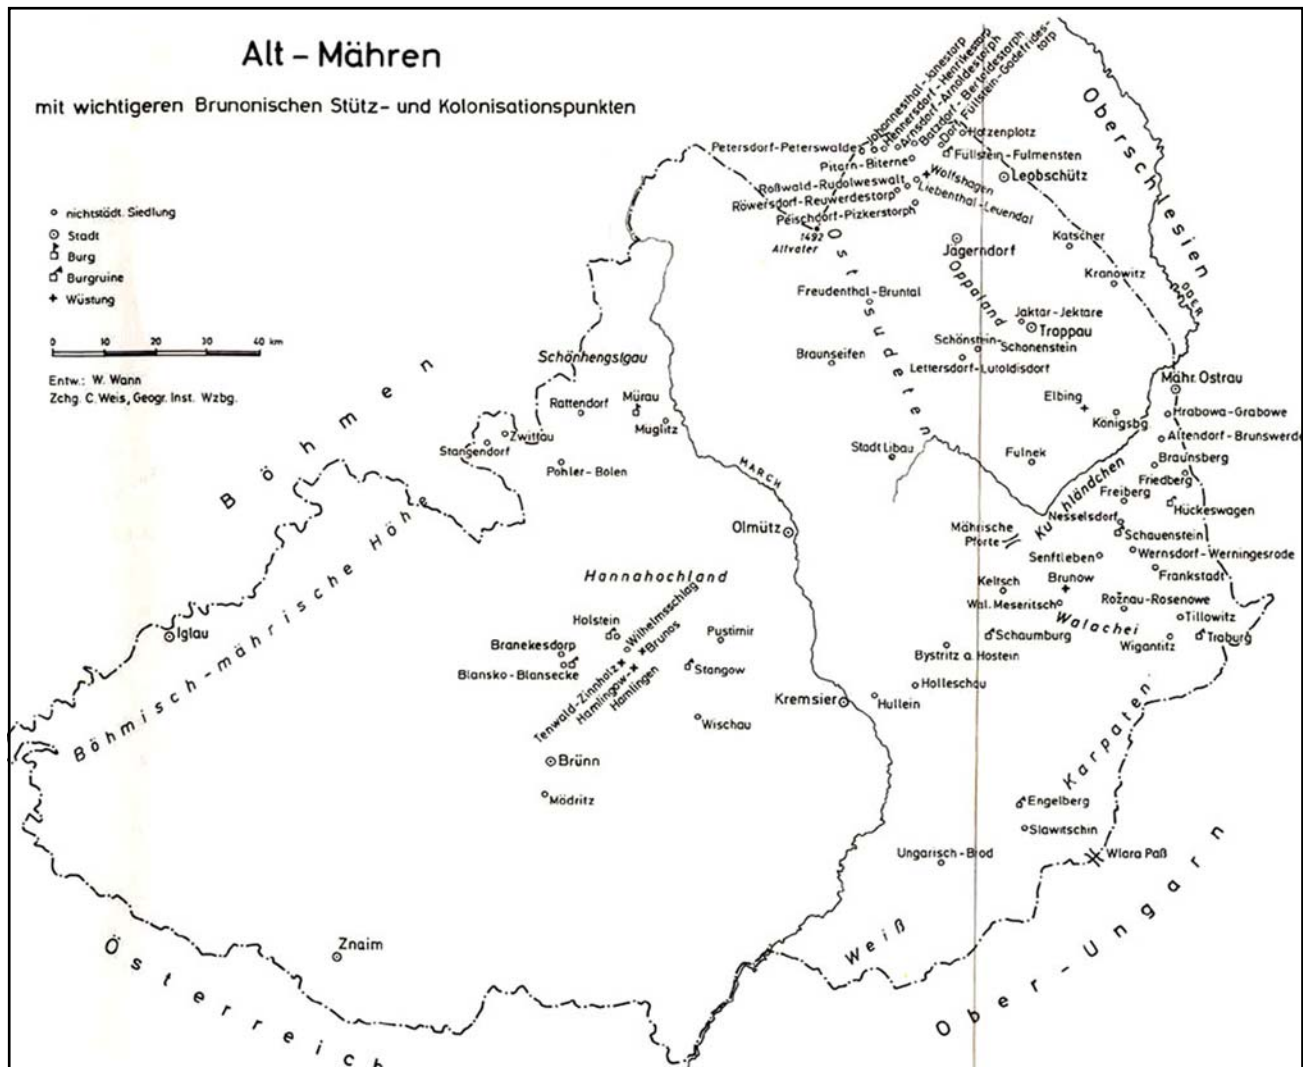 Alt - Mähren
mit wichtigeren Brunonischen Stütz- und Kolonisationspunkten
nichtstädt. Siedlung
Stadt
Burg
Burgruine
Wüstung
0 10 20 30 40 km
Entw.: W. Wann
Zchg. C. Weis, Geogr. Inst. Wzbg.
Johannesthal-Janestorp
Hennersdorf-Henrikestorp
Arnsdorf-Arnoldestorph
Batzdorf-Bertoldestorph
Dorf Füllstein-Godefrides-
torp
Petersdorf-Peterswalde
Hotzenplotz
Pitarn-Biterne
Füllstein-Fulmensten
Roßwald-Rudolweswalt
Wolfshagen
Leobschütz
Röwersdorf-Reuwerdestorp
Liebenthal-Leuendal
Peischdorf-Pizkerstorph
1492
Altvater
Oberschlesien
ODER
Jägerndorf
Katscher
Oppaland
Kranowitz
Ostsudeten
Freudenthal-Bruntal
Jaktar-Jektare
Troppau
Schönstein-
Schonenstein
Braunseifen
Lettersdorf-Lutoldisdorf
Schönhengslgau
Mähr. Ostrau
Böhmen
Rattendorf
Mürau
Muglitz
Elbing
Königsbg.
Hrabowa-Grabowe
Altendorf-Brunswerde
Zwittau
Stangendorf
Pohler-Bolen
Stadt Libau
Fulnek
Braunsberg
Friedberg
MARCH
Kuhländchen
Freiberg
Hückeswagen
Nesselsdorf
Olmütz
Mährische
Pforte
Schauenstein
Senftleben
Wernsdorf-Werningesrode
Frankstadt
Böhmisch-mährische Höhe
Hannahochland
Keltsch
Brunow
Wal. Meseritsch
Rožnau-Rosenowe
Tillowitz
Walachei
Iglau
Holstein
Wilhelmsschlag
Brunos
Pustimir
Schaumburg
Wigantitz
Traburg
Branekesdorp
Bystritz a. Hostein
Blansko-Blansecke
Tenwald-Zinnholz
Hamlingow-
Hamlingen
Stangow
Holleschau
Kremsier
Hullein
Wischau
Karpaten
Brünn
Mödritz
Engelberg
Slawitschin
Ungarisch-Brod
Wlara Paß
Weiß
Znaim
Österreich
Ober-Ungarn